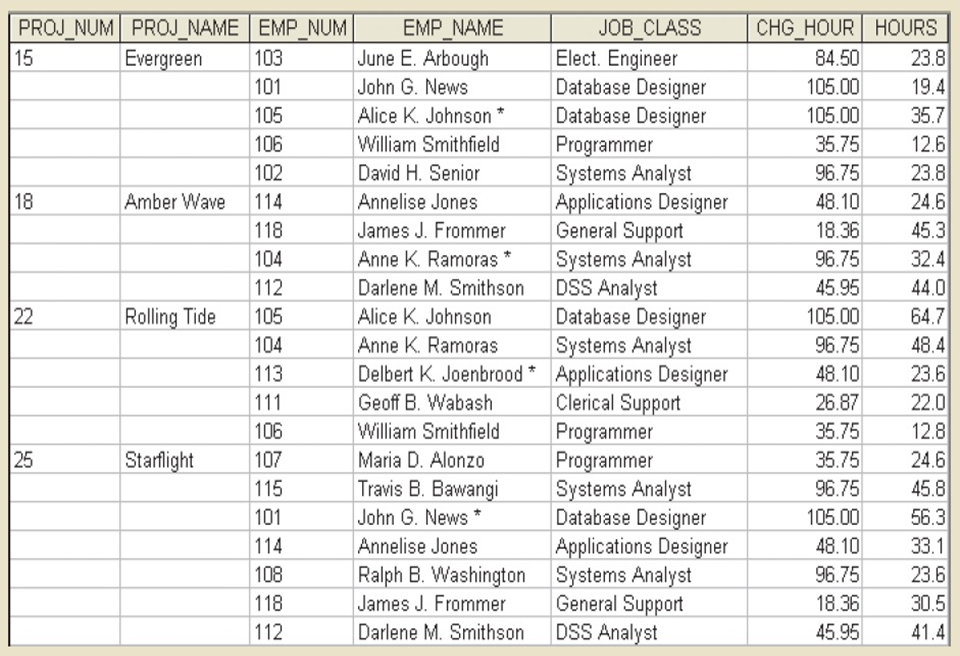 PROJ_NUM PROJ_NAME EMP_NUM EMP_NAME JOB_CLASS CHG_HOUR HOURS
15 Evergreen 103 June E. Arbough Elect. Engineer 84.50 23.8
101 John G. News Database Designer 105.00 19.4
105 Alice K. Johnson * Database Designer 105.00 35.7
106 William Smithfield Programmer 35.75 12.6
102 David H. Senior Systems Analyst 96.75 23.8
18 Amber Wave 114 Annelise Jones Applications Designer 48.10 24.6
118 James J. Frommer General Support 18.36 45.3
104 Anne K. Ramoras * Systems Analyst 96.75 32.4
112 Darlene M. Smithson DSS Analyst 45.95 44.0
22 Rolling Tide 105 Alice K. Johnson Database Designer 105.00 64.7
104 Anne K. Ramoras Systems Analyst 96.75 48.4
113 Delbert K. Joenbrood * Applications Designer 48.10 23.6
111 Geoff B. Wabash Clerical Support 26.87 22.0
106 William Smithfield Programmer 35.75 12.8
25 Starflight 107 Maria D. Alonzo Programmer 35.75 24.6
115 Travis B. Bawangi Systems Analyst 96.75 45.8
101 John G. News * Database Designer 105.00 56.3
114 Annelise Jones Applications Designer 48.10 33.1
108 Ralph B. Washington Systems Analyst 96.75 23.6
118 James J. Frommer General Support 18.36 30.5
112 Darlene M. Smithson DSS Analyst 45.95 41.4